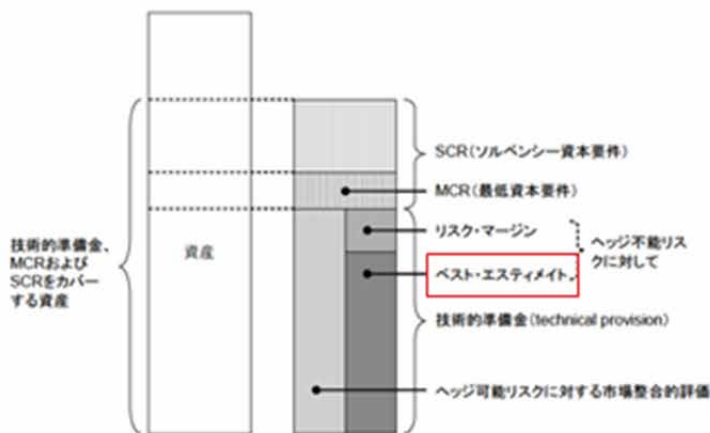 技術的準備金、
MCRおよび
SCRをカバー
する資産
資産
SCR(ソルベンシー資本要件)
MCR(最低資本要件)
リスク・マージン
ヘッジ不能リス
クに対して
ベスト・エスティメイト
技術的準備金(technical provision)
ヘッジ可能リスクに対する市場整合的評価